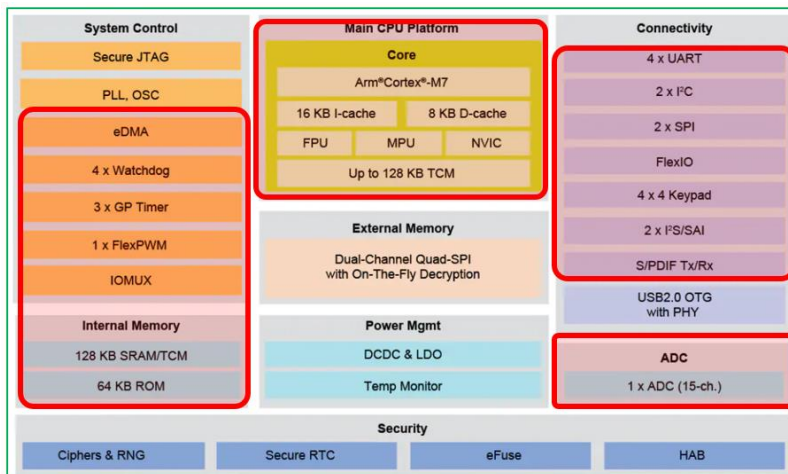 System Control
Secure JTAG
PLL, OSC
eDMA
4 x Watchdog
3 x GP Timer
1 x FlexPWM
IOMUX
Internal Memory
128 KB SRAM/TCM
64 KB ROM
Main CPU Platform
Core
Arm®Cortex®-M7
16 KB I-cache
8 KB D-cache
FPU
MPU
NVIC
Up to 128 KB TCM
External Memory
Dual-Channel Quad-SPI
with On-The-Fly Decryption
Power Mgmt
DCDC & LDO
Temp Monitor
Connectivity
4 x UART
2 x I²C
2 x SPI
FlexIO
4 x 4 Keypad
2 x I²S/SAI
S/PDIF Tx/Rx
USB2.0 OTG
with PHY
ADC
1 x ADC (15-ch.)
Security
Ciphers & RNG
Secure RTC
eFuse
HAB